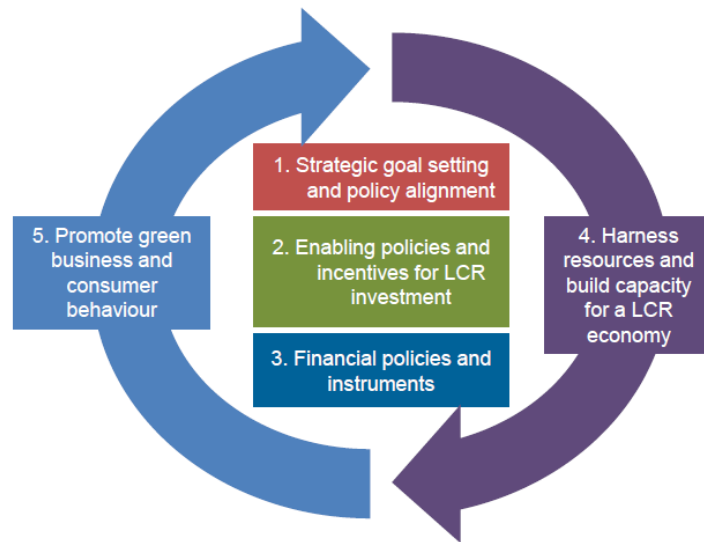 1. Strategic goal setting
and policy alignment
2. Enabling policies and
incentives for LCR
investment
3. Financial policies and
instruments
4. Harness
resources and
build capacity
for a LCR
economy
5. Promote green
business and
consumer
behaviour